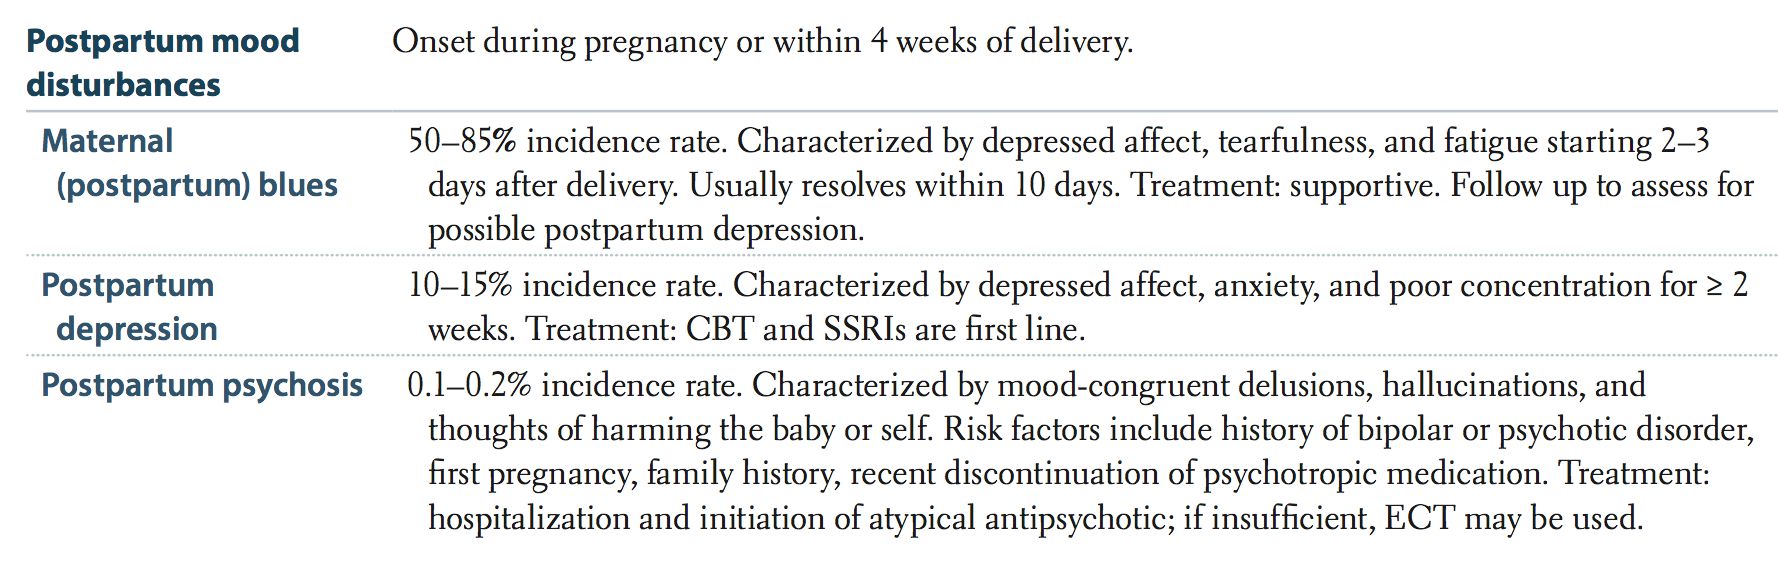 Postpartum mood disturbances
Onset during pregnancy or within 4 weeks of delivery.
Maternal
(postpartum) blues
50–85% incidence rate. Characterized by depressed affect, tearfulness, and fatigue starting 2–3
days after delivery. Usually resolves within 10 days. Treatment: supportive. Follow up to assess for
possible postpartum depression.
Postpartum
depression
10–15% incidence rate. Characterized by depressed affect, anxiety, and poor concentration for ≥ 2
weeks. Treatment: CBT and SSRIs are first line.
Postpartum psychosis
0.1–0.2% incidence rate. Characterized by mood-congruent delusions, hallucinations, and
thoughts of harming the baby or self. Risk factors include history of bipolar or psychotic disorder,
first pregnancy, family history, recent discontinuation of psychotropic medication. Treatment:
hospitalization and initiation of atypical antipsychotic; if insufficient, ECT may be used.